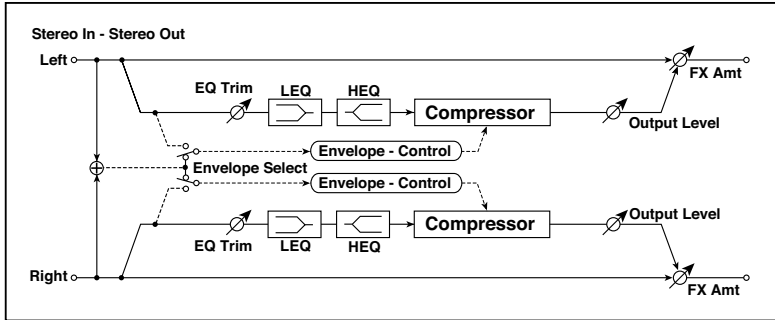 Stereo In - Stereo Out
Left
FX Amt
EQ Trim
LEQ
HEQ
Compressor
Output Level
Envelope - Control
Envelope Select
Envelope - Control
Output Level
EQ Trim
LEQ
HEQ
Compressor
Right
FX Amt